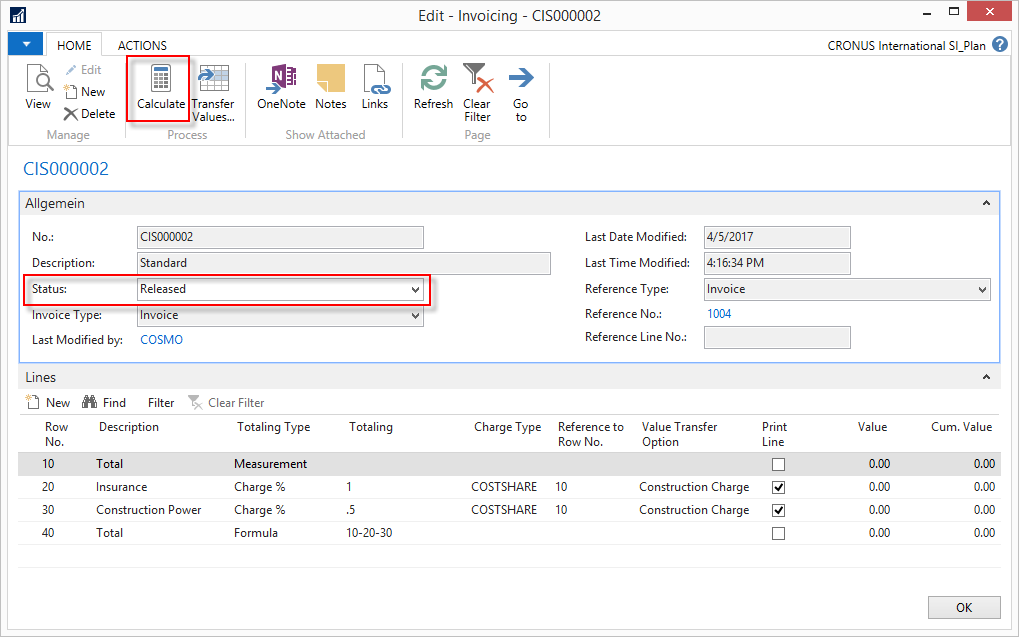 Edit - Invoicing - CIS000002
HOME ACTIONS
CRONUS International SI_Plan ?
View
Edit
New
Delete
Manage
Calculate
Transfer
Values...
Process
OneNote
Notes
Links
Show Attached
Refresh
Clear
Filter
Go
to
Page
CIS000002
Allgemein
No.: CIS000002
Description: Standard
Status: Released
Invoice Type: Invoice
Last Modified by: COSMO
Last Date Modified: 4/5/2017
Last Time Modified: 4:16:34 PM
Reference Type: Invoice
Reference No.: 1004
Reference Line No.:
Lines
New Find Filter Clear Filter
Row
No.
Description
Totaling Type
Totaling
Charge Type
Reference to
Row No.
Value Transfer
Option
Print
Line
Value
Cum. Value
10 Total Measurement 0.00 0.00
20 Insurance Charge % 1 COSTSHARE 10 Construction Charge 0.00 0.00
30 Construction Power Charge % .5 COSTSHARE 10 Construction Charge 0.00 0.00
40 Total Formula 10-20-30 0.00 0.00
OK